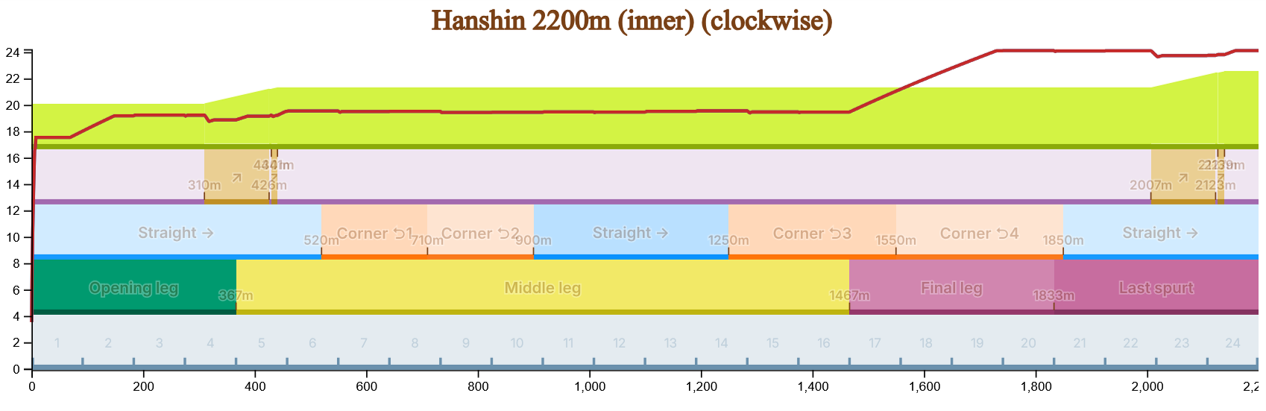 Hanshin 2200m (inner) (clockwise)
24
22
20
18
16
14
12
10
8
6
4
2
0
310m
426m
441m
2007m
2123m
2139m
Straight →
520m
Corner ⮌1
710m
Corner ⮌2
900m
Straight →
1250m
Corner ⮌3
1550m
Corner ⮌4
1850m
Straight →
Opening leg
367m
Middle leg
1467m
Final leg
1833m
Last spurt
1 2 3 4 5 6 7 8 9 10 11 12 13 14 15 16 17 18 19 20 21 22 23 24
0 200 400 600 800 1,000 1,200 1,400 1,600 1,800 2,000 2,2